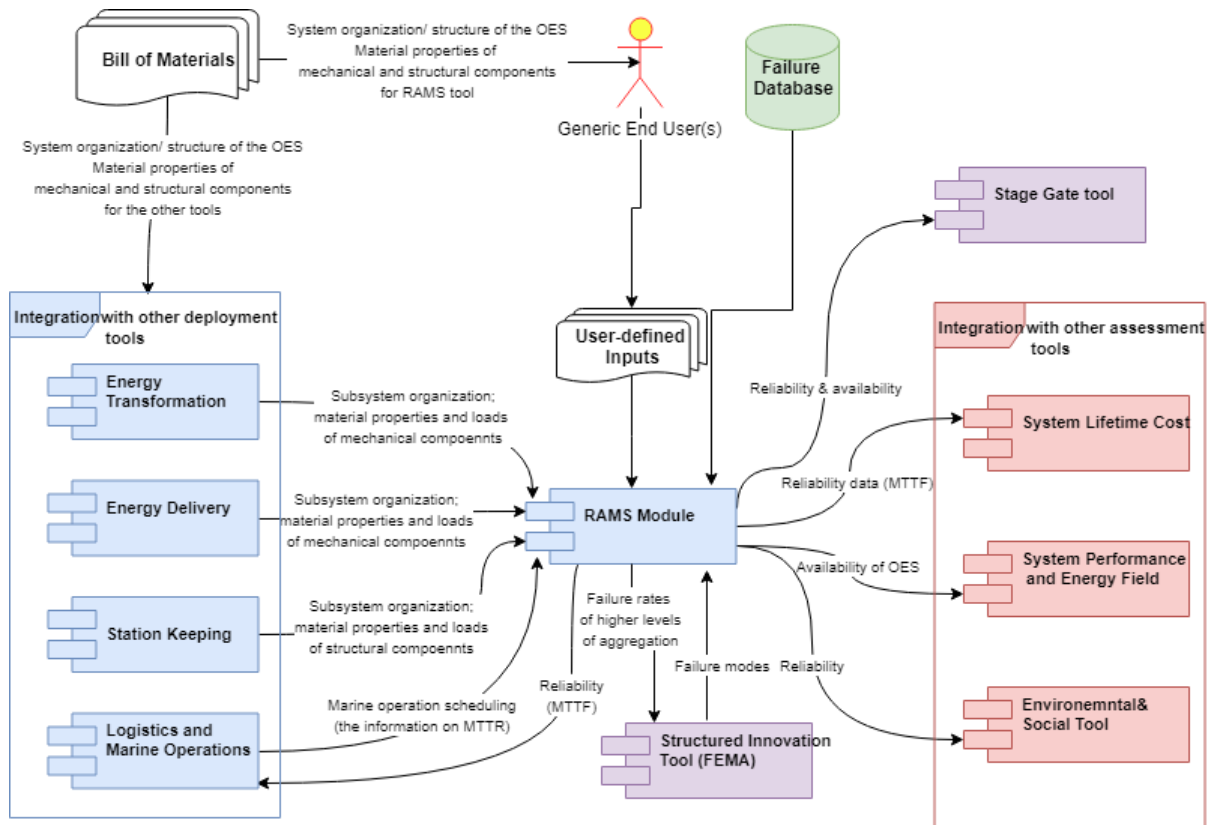 Bill of Materials
System organization/ structure of the OES
Material properties of
mechanical and structural components
for RAMS tool
Generic End User(s)
Failure
Database
System organization/ structure of the OES
Material properties of
mechanical and structural components
for the other tools
Stage Gate tool
Integration with other deployment
tools
Energy
Transformation
Energy Delivery
Station Keeping
Logistics and
Marine Operations
Subsystem organization;
material properties and loads
of mechanical compoennts
Subsystem organization;
material properties and loads
of mechanical compoennts
Subsystem organization;
material properties and loads
of structural compoennts
Marine operation scheduling
(the information on MTTR)
Reliability
(MTTF)
User-defined
Inputs
RAMS Module
Failure rates
of higher levels
of aggregation
Failure modes
Structured Innovation
Tool (FEMA)
Reliability & availability
Reliability data (MTTF)
Availability of OES
Reliability
Integration with other assessment
tools
System Lifetime Cost
System Performance
and Energy Field
Environemntal&
Social Tool